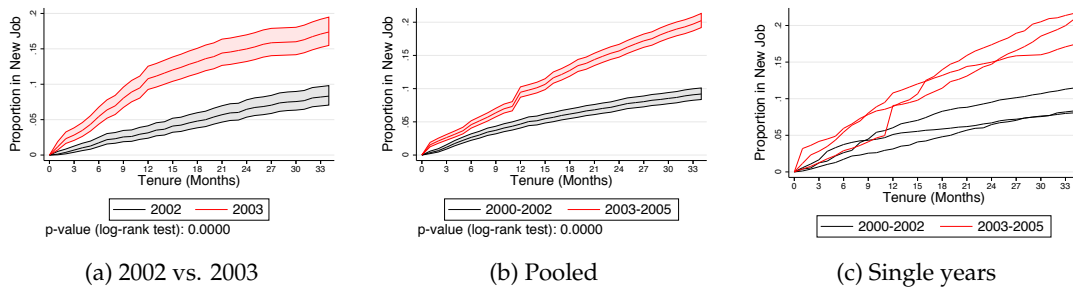 Proportion in New Job
0 .05 .1 .15 .2
0 3 6 9 12 15 18 21 24 27 30 33
Tenure (Months)
2002 2003
p-value (log-rank test): 0.0000
(a) 2002 vs. 2003
Proportion in New Job
0 .05 .1 .15 .2
0 3 6 9 12 15 18 21 24 27 30 33
Tenure (Months)
2000-2002 2003-2005
p-value (log-rank test): 0.0000
(b) Pooled
Proportion in New Job
0 .05 .1 .15 .2
0 3 6 9 12 15 18 21 24 27 30 33
Tenure (Months)
2000-2002 2003-2005
(c) Single years